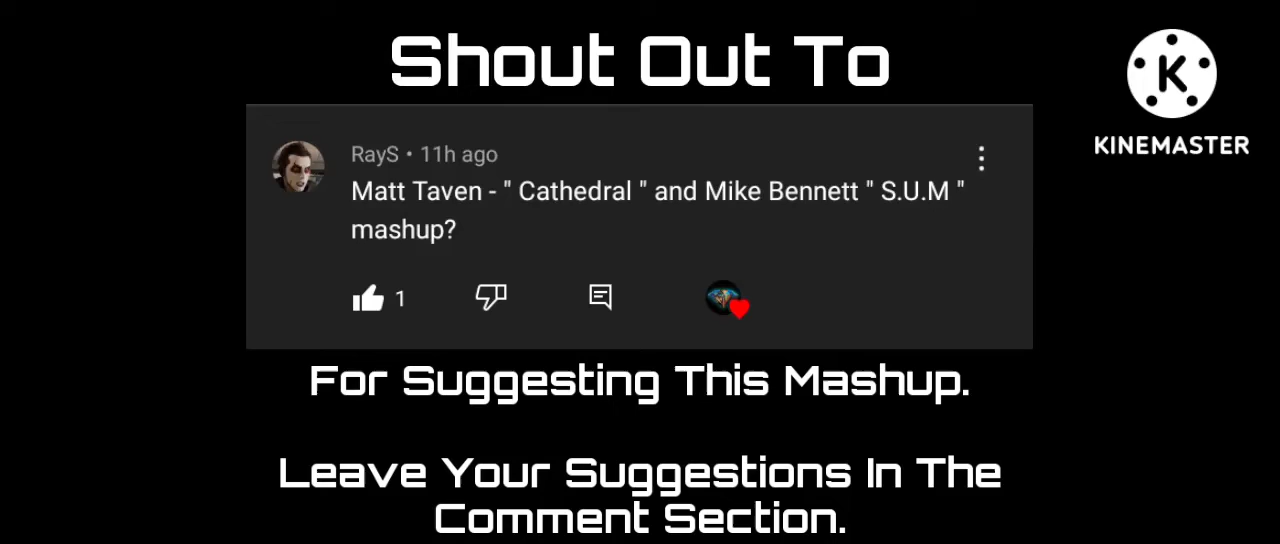 Shout Out To
K
KINEMASTER
RayS • 11h ago
Matt Taven - " Cathedral " and Mike Bennett " S.U.M "
mashup?
1
For Suggesting This Mashup.
Leave Your Suggestions In The
Comment Section.